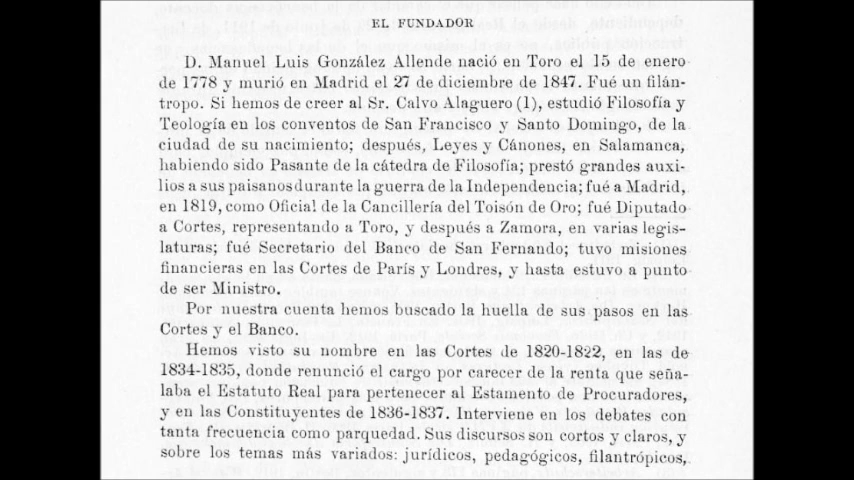 EL FUNDADOR
D. Manuel Luis González Allende nació en Toro el 15 de enero
de 1778 y murió en Madrid el 27 de diciembre de 1847. Fué un filán-
tropo. Si hemos de creer al Sr. Calvo Alaguero (1), estudió Filosofía y
Teología en los conventos de San Francisco y Santo Domingo, de la
ciudad de su nacimiento; después, Leyes y Cánones, en Salamanca,
habiendo sido Pasante de la cátedra de Filosofía; prestó grandes auxi-
lios a sus paisanos durante la guerra de la Independencia; fué a Madrid,
en 1819, como Oficial de la Cancillería del Toisón de Oro; fué Diputado
a Cortes, representando a Toro, y después a Zamora, en varias legis-
laturas; fué Secretario del Banco de San Fernando; tuvo misiones
financieras en las Cortes de París y Londres, y hasta estuvo a punto
de ser Ministro.
Por nuestra cuenta hemos buscado la huella de sus pasos en las
Cortes y el Banco.
Hemos visto su nombre en las Cortes de 1820-1822, en las de
1834-1835, donde renunció el cargo por carecer de la renta que seña-
laba el Estatuto Real para pertenecer al Estamento de Procuradores,
y en las Constituyentes de 1836-1837. Interviene en los debates con
tanta frecuencia como parquedad. Sus discursos son cortos y claros, y
sobre los temas más variados: jurídicos, pedagógicos, filantrópicos,